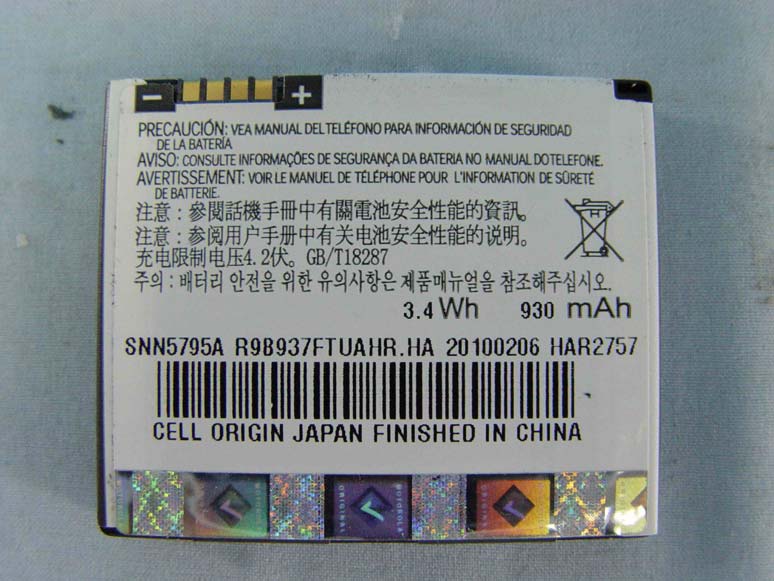 − +
PRECAUCIÓN: VEA MANUAL DEL TELÉFONO PARA INFORMACIÓN DE SEGURIDAD
DE LA BATERÍA
AVISO: CONSULTE INFORMAÇÕES DE SEGURANÇA DA BATERIA NO MANUAL DOTELEFONE.
AVERTISSEMENT: VOIR LE MANUEL DE TÉLÉPHONE POUR L'INFORMATION DE SÛRETÉ
DE BATTERIE.
注意：參閱話機手冊中有關電池安全性能的資訊。
注意：参阅用户手册中有关电池安全性能的说明。
充电限制电压4.2伏。GB/T18287
주의：배터리 안전을 위한 유의사항은 제품매뉴얼을 참조해주십시오.
3.4 Wh 930 mAh
SNN5795A R9B937FTUAHR.HA 20100206 HAR2757
CELL ORIGIN JAPAN FINISHED IN CHINA
ORIGINAL MOTOROLA ORIGINAL